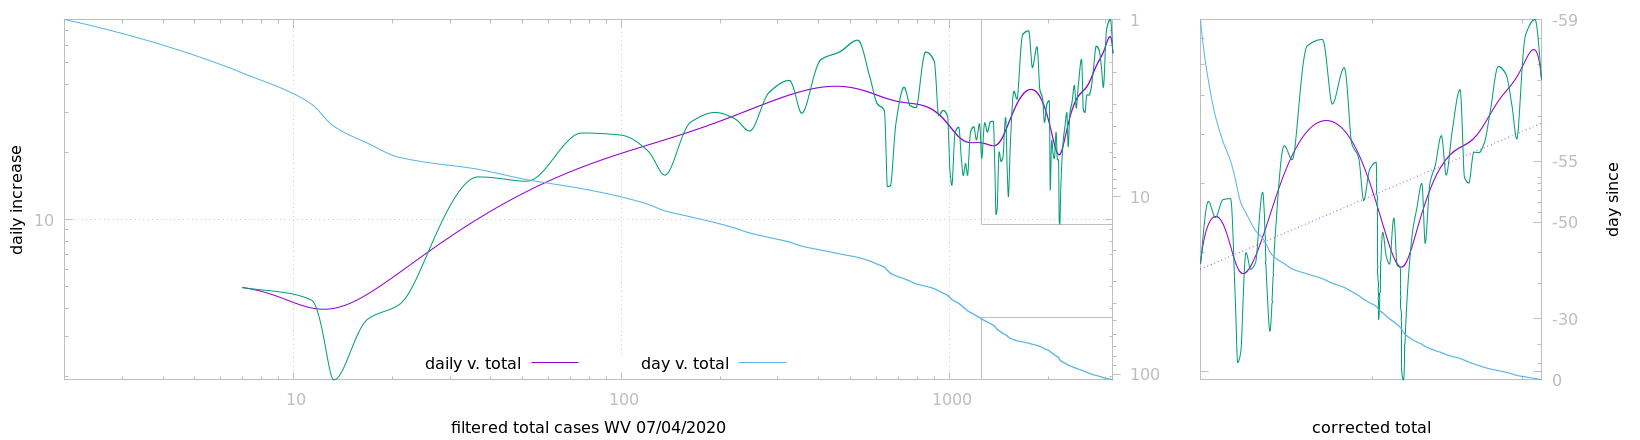 daily increase
10
daily v. total
day v. total
10
100
1000
filtered total cases WV 07/04/2020
1
10
100
corrected total
-59
-55
-50
-30
0
day since